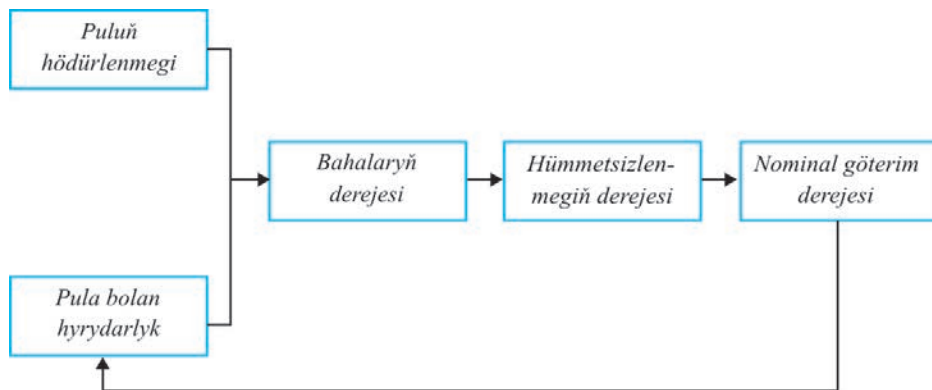 Puluň
hödürlenmegi
Bahalaryň
derejesi
Hümmetsizlen-
megiň derejesi
Nominal göterim
derejesi
Pula bolan
hyrydarlyk